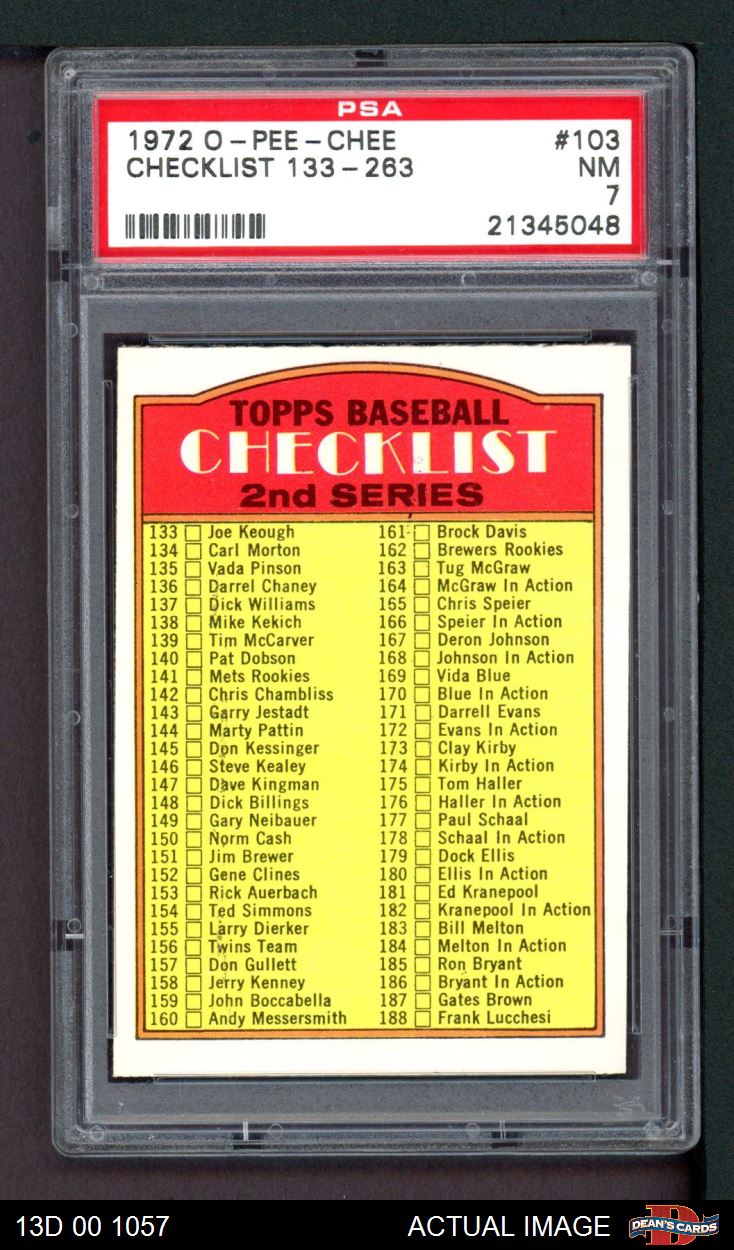 PSA
1972 O-PEE-CHEE #103
CHECKLIST 133-263 NM
7
21345048
TOPPS BASEBALL
CHECKLIST
2nd SERIES
133 Joe Keough
134 Carl Morton
135 Vada Pinson
136 Darrel Chaney
137 Dick Williams
138 Mike Kekich
139 Tim McCarver
140 Pat Dobson
141 Mets Rookies
142 Chris Chambliss
143 Garry Jestadt
144 Marty Pattin
145 Don Kessinger
146 Steve Kealey
147 Dave Kingman
148 Dick Billings
149 Gary Neibauer
150 Norm Cash
151 Jim Brewer
152 Gene Clines
153 Rick Auerbach
154 Ted Simmons
155 Larry Dierker
156 Twins Team
157 Don Gullett
158 Jerry Kenney
159 John Boccabella
160 Andy Messersmith
161 Brock Davis
162 Brewers Rookies
163 Tug McGraw
164 McGraw In Action
165 Chris Speier
166 Speier In Action
167 Deron Johnson
168 Johnson In Action
169 Vida Blue
170 Blue In Action
171 Darrell Evans
172 Evans In Action
173 Clay Kirby
174 Kirby In Action
175 Tom Haller
176 Haller In Action
177 Paul Schaal
178 Schaal In Action
179 Dock Ellis
180 Ellis In Action
181 Ed Kranepool
182 Kranepool In Action
183 Bill Melton
184 Melton In Action
185 Ron Bryant
186 Bryant In Action
187 Gates Brown
188 Frank Lucchesi
13D 00 1057 ACTUAL IMAGE
D
DEAN'S CARDS